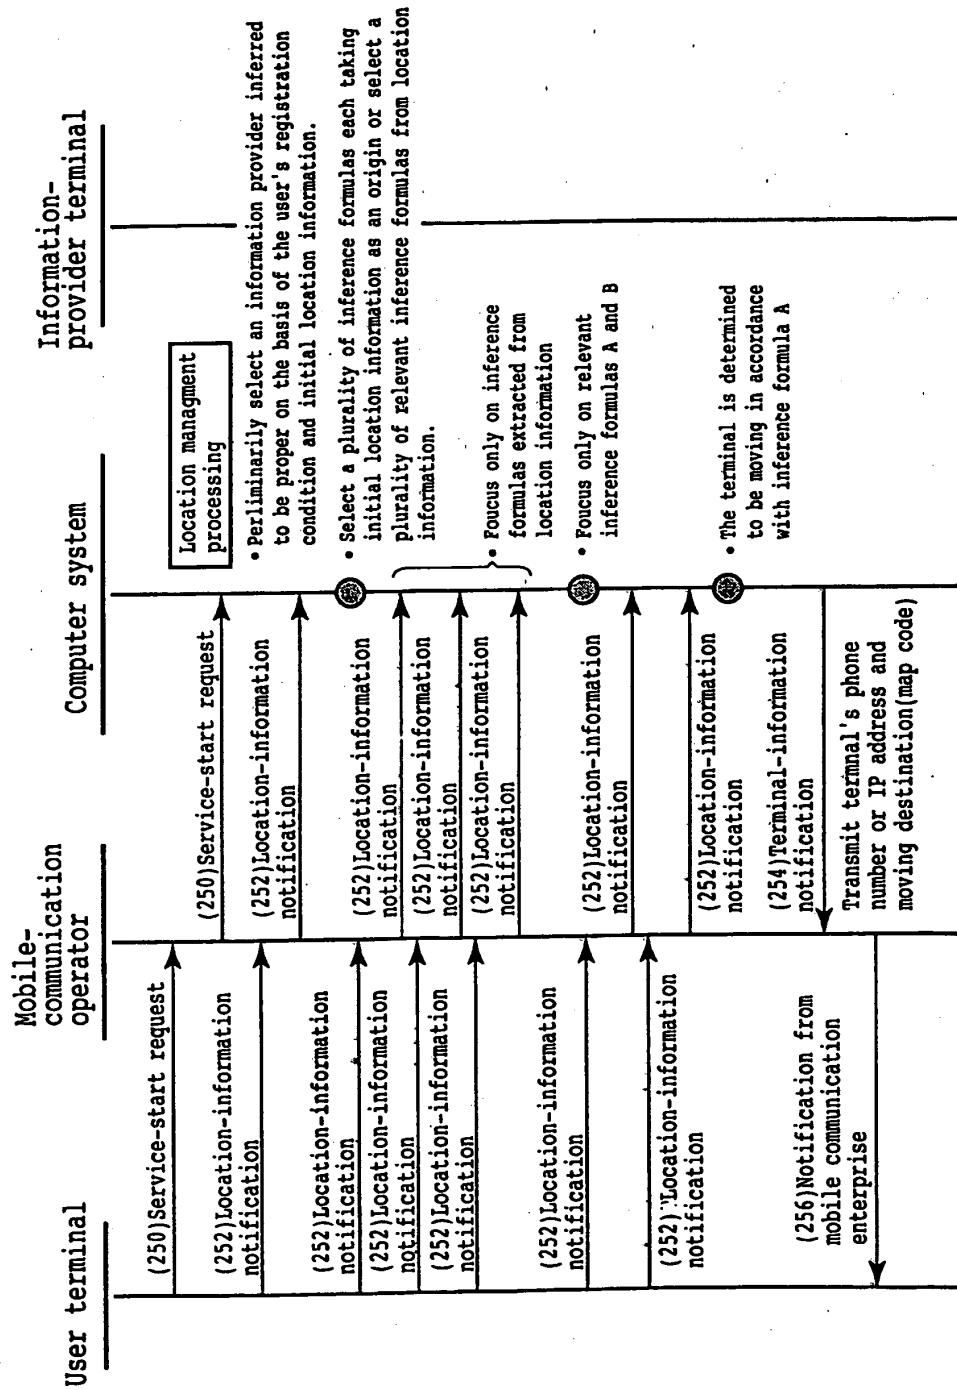 User terminal
Mobile-
communication
operator
Computer system
Information-
provider terminal
(250)Service-start request
(252)Location-information
notification
(252)Location-information
notification
(252)Location-information
notification
(252)Location-information
notification
(252)Location-information
notification
(252)"Location-information
notification
(256)Notification from
mobile communication
enterprise
(250)Service-start request
(252)Location-information
notification
(252)Location-information
notification
(252)Location-information
notification
(252)Location-information
notification
(252)Location-information
notification
(252)Location-information
notification
(254)Terminal-information
notification
Transmit termnal's phone
number or IP address and
moving destination(map code)
Location managment
processing
• Perliminarily select an information provider inferred
to be proper on the basis of the user's registration
condition and initial location information.
• Select a plurality of inference formulas each taking
initial location information as an origin or select a
plurality of relevant inference formulas from location
information.
• Foucus only on inference
formulas extracted from
location information
• Foucus only on relevant
inference formulas A and B
• The terminal is determined
to be moving in accordance
with inference formula A